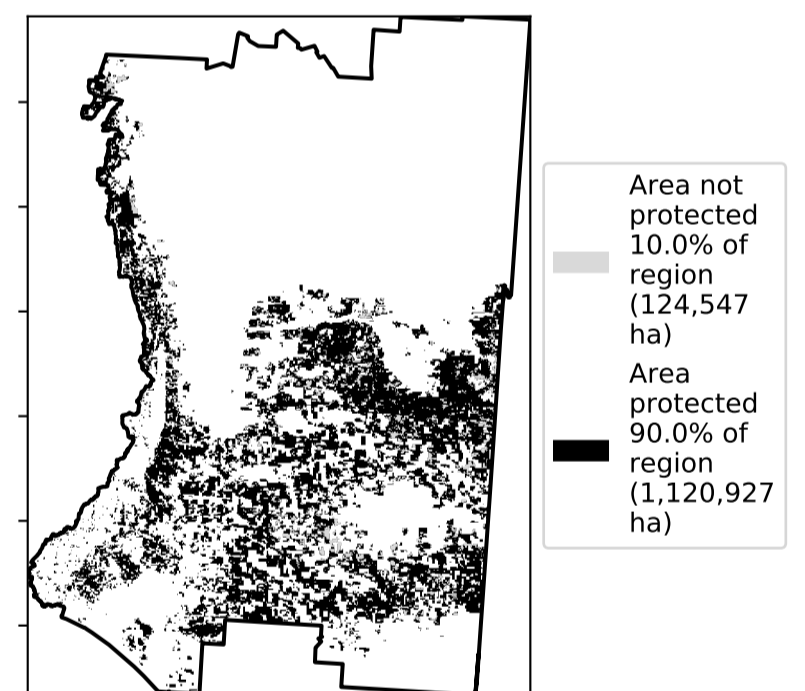 Area not
protected
10.0% of
region
(124,547
ha)
Area
protected
90.0% of
region
(1,120,927
ha)